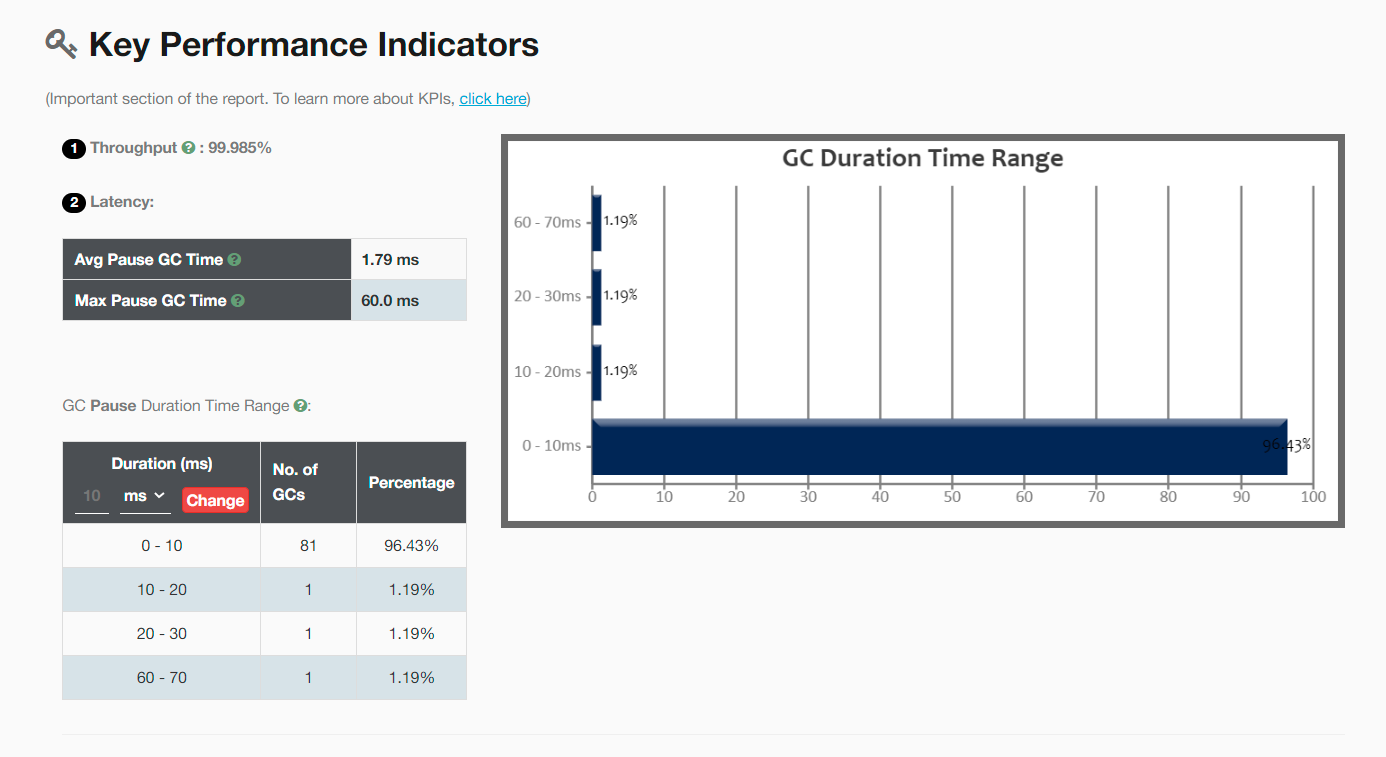 Key Performance Indicators
(Important section of the report. To learn more about KPIs, click here)
1 Throughput ? : 99.985%
2 Latency:
Avg Pause GC Time ? 1.79 ms
Max Pause GC Time ? 60.0 ms
GC Pause Duration Time Range ?:
Duration (ms) No. of GCs Percentage
10 ms Change
0 - 10 81 96.43%
10 - 20 1 1.19%
20 - 30 1 1.19%
60 - 70 1 1.19%
GC Duration Time Range
60 - 70ms 1.19%
20 - 30ms 1.19%
10 - 20ms 1.19%
0 - 10ms 96.43%
0 10 20 30 40 50 60 70 80 90 100